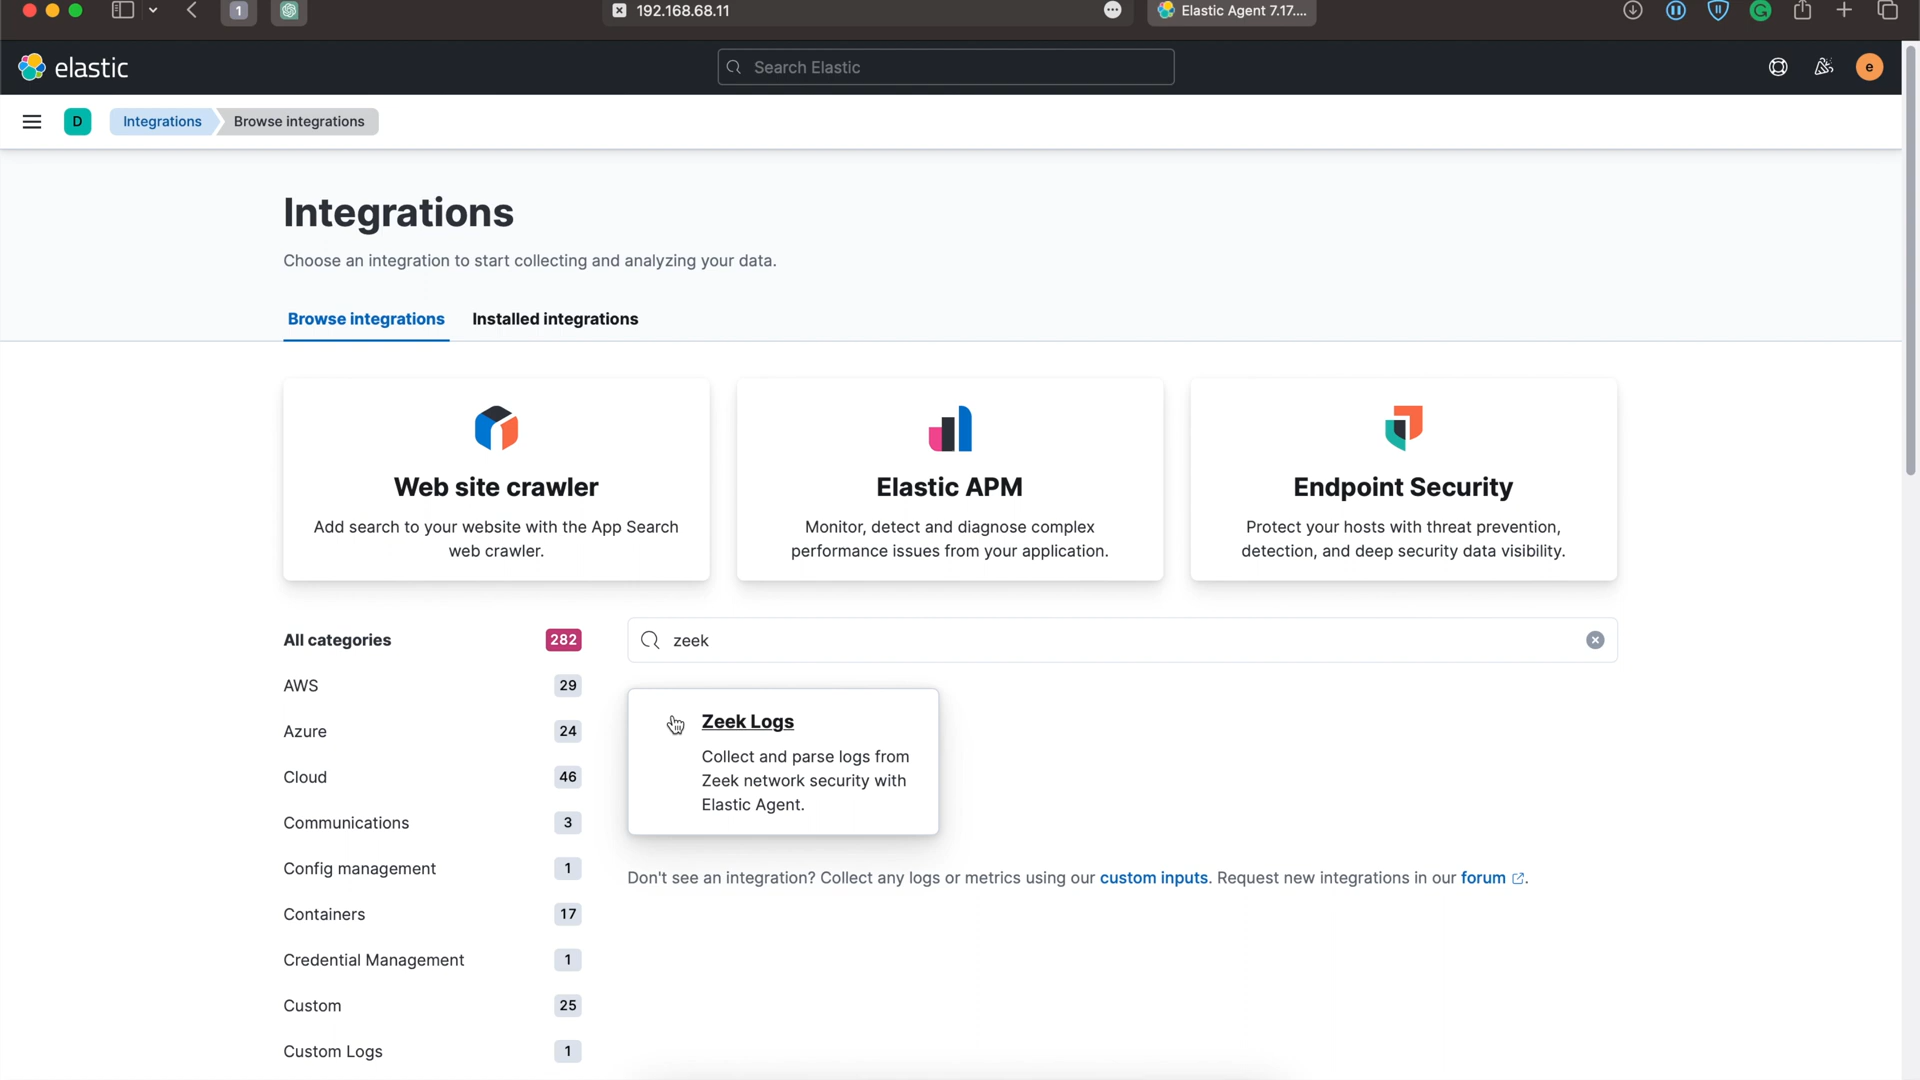 1
192.168.68.11
Elastic Agent 7.17....
elastic
Search Elastic
e
D
Integrations
Browse integrations
Integrations
Choose an integration to start collecting and analyzing your data.
Browse integrations
Installed integrations
Web site crawler
Add search to your website with the App Search
web crawler.
Elastic APM
Monitor, detect and diagnose complex
performance issues from your application.
Endpoint Security
Protect your hosts with threat prevention,
detection, and deep security data visibility.
All categories 282
AWS 29
Azure 24
Cloud 46
Communications 3
Config management 1
Containers 17
Credential Management 1
Custom 25
Custom Logs 1
zeek
Zeek Logs
Collect and parse logs from
Zeek network security with
Elastic Agent.
Don't see an integration? Collect any logs or metrics using our custom inputs. Request new integrations in our forum.